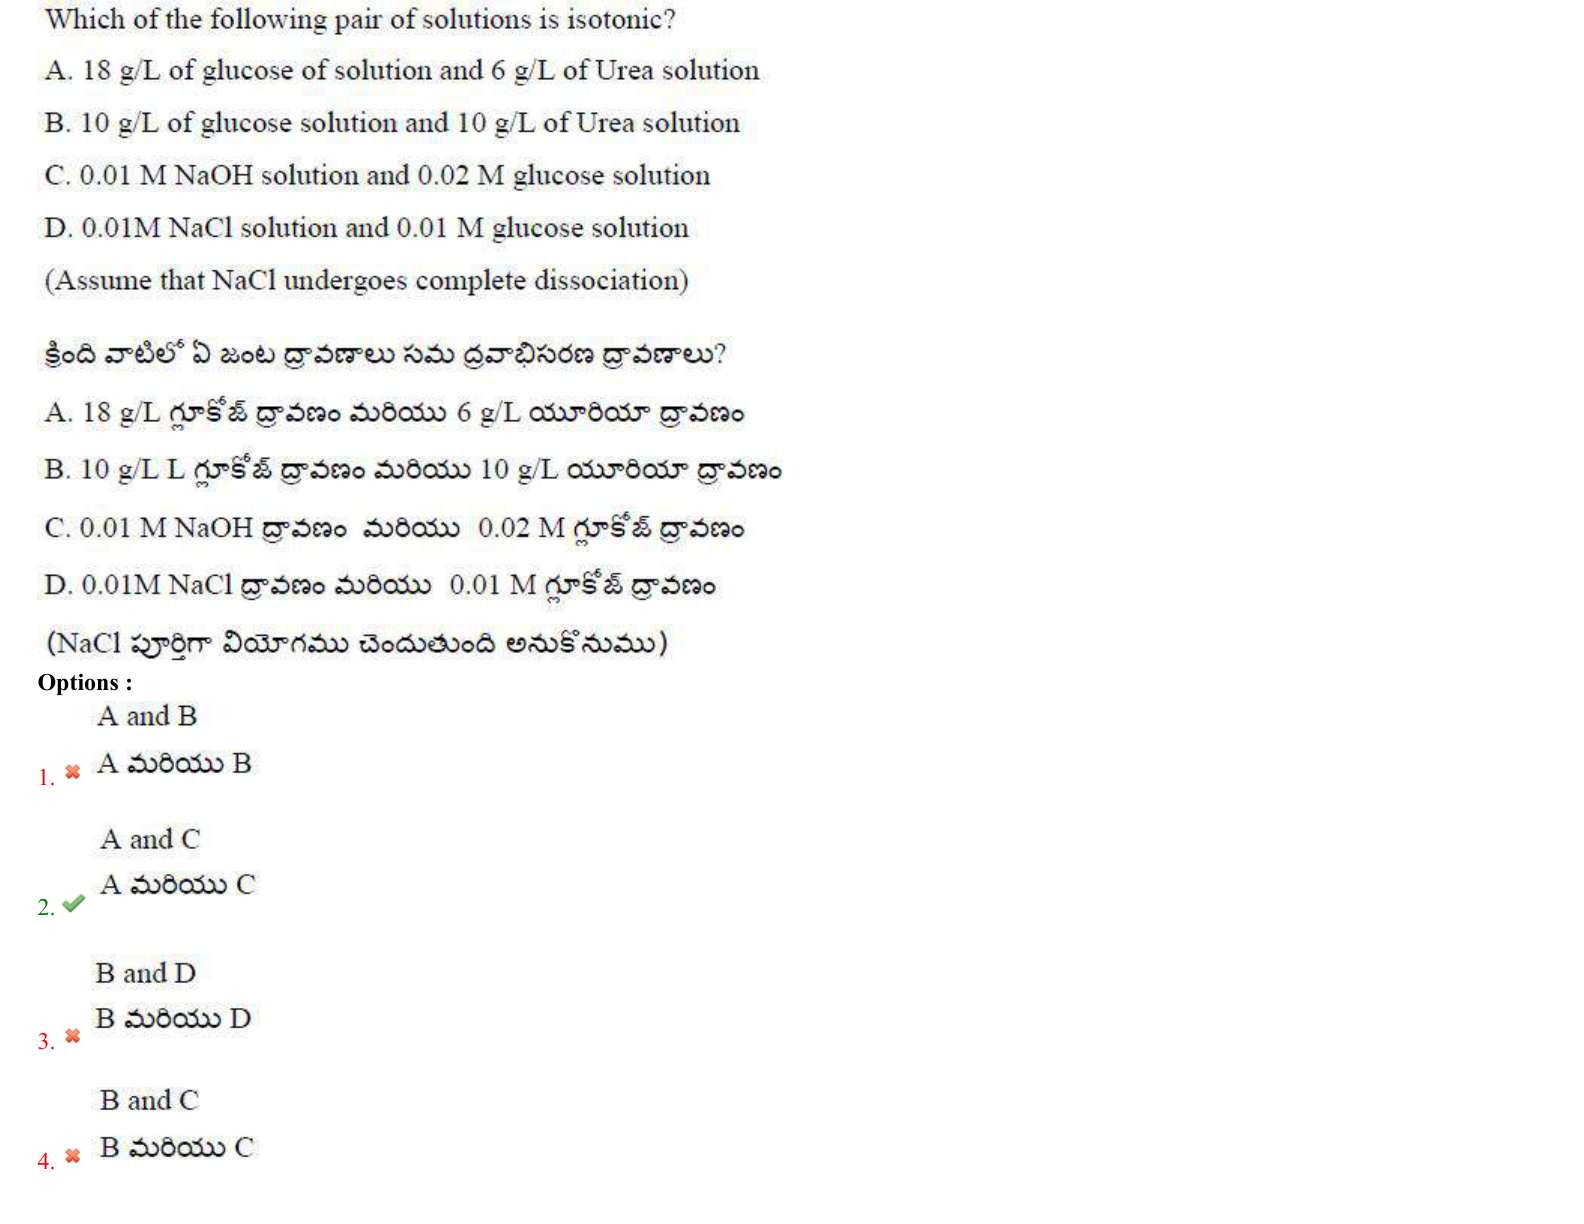 Which of the following pair of solutions is isotonic?
A. 18 g/L of glucose of solution and 6 g/L of Urea solution
B. 10 g/L of glucose solution and 10 g/L of Urea solution
C. 0.01 M NaOH solution and 0.02 M glucose solution
D. 0.01M NaCl solution and 0.01 M glucose solution
(Assume that NaCl undergoes complete dissociation)
క్రింది వాటిలో ఏ జంట ద్రావణాలు సమ ద్రవాభిసరణ ద్రావణాలు?
A. 18 g/L గ్లూకోజ్ ద్రావణం మరియు 6 g/L యూరియా ద్రావణం
B. 10 g/L L గ్లూకోజ్ ద్రావణం మరియు 10 g/L యూరియా ద్రావణం
C. 0.01 M NaOH ద్రావణం మరియు 0.02 M గ్లూకోజ్ ద్రావణం
D. 0.01M NaCl ద్రావణం మరియు 0.01 M గ్లూకోజ్ ద్రావణం
(NaCl పూర్తిగా వియోగము చెందుతుంది అనుకొనుము)
Options :
A and B
1. A మరియు B
A and C
2. A మరియు C
B and D
3. B మరియు D
B and C
4. B మరియు C